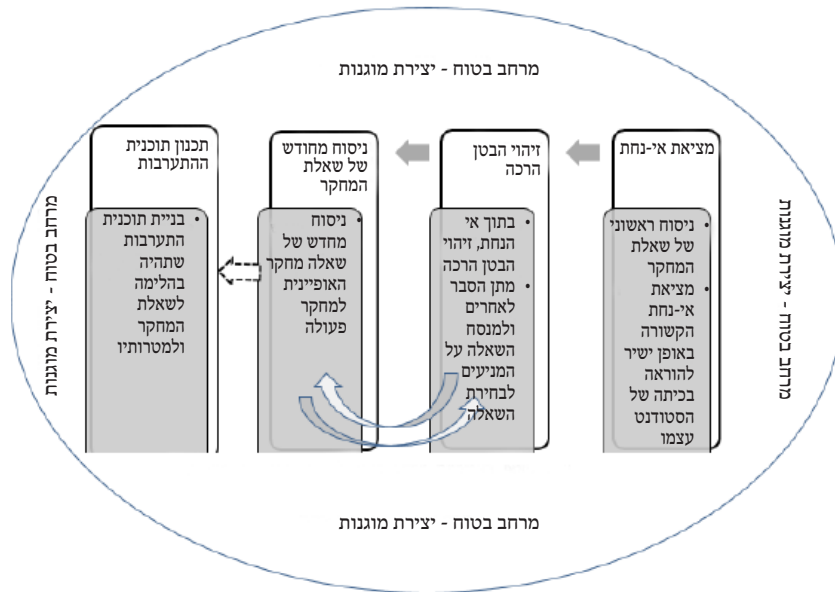 מרחב בטוח - יצירת מוגנות
מציאת אי-נחת
• ניסוח ראשוני
של שאלת
המחקר
• מציאת
אי-נחת
הקשורה
באופן ישיר
להוראה
בכיתה של
הסטודנט
עצמו
זיהוי הבטן
הרכה
• בתוך אי
הנחת, זיהוי
הבטן הרכה
• מתן הסבר
לאחרים
ולמנסח
השאלה על
המניעים
לבחירת
השאלה
ניסוח מחודש
של שאלת
המחקר
• ניסוח
מחדש של
שאלה מחקר
האופיינית
למחקר
פעולה
תכנון תוכנית
ההתערבות
• בניית תוכנית
התערבות
שתהיה
בהלימה
לשאלת
המחקר
ולמטרותיו
מרחב בטוח - יצירת מוגנות
מרחב בטוח - יצירת מוגנות
מרחב בטוח - יצירת מוגנות